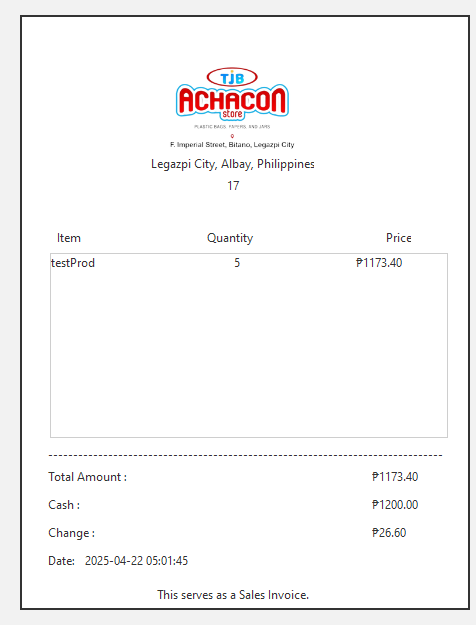 TJB
ACHACON
store
PLASTIC BAGS, PAPERS, AND JARS
F. Imperial Street, Bitano, Legazpi City
Legazpi City, Albay, Philippines
17
Item Quantity Price
testProd 5 ₱1173.40
Total Amount : ₱1173.40
Cash : ₱1200.00
Change : ₱26.60
Date: 2025-04-22 05:01:45
This serves as a Sales Invoice.